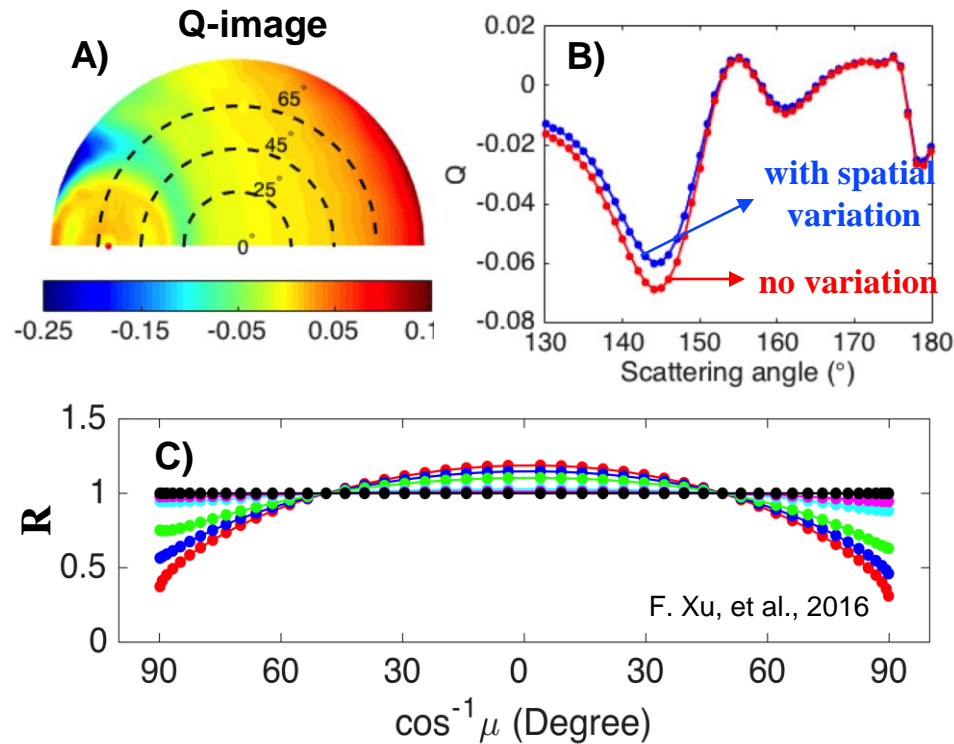 Q-image
A)
65°
45°
25°
0°
-0.25 -0.15 -0.05 0.05 0.1
B)
0.02
0
-0.02
-0.04
-0.06
-0.08
Q
with spatial
variation
no variation
130 140 150 160 170 180
Scattering angle (°)
C)
1.5
1
0.5
0
R
F. Xu, et al., 2016
90 60 30 0 30 60 90
cos⁻¹μ (Degree)